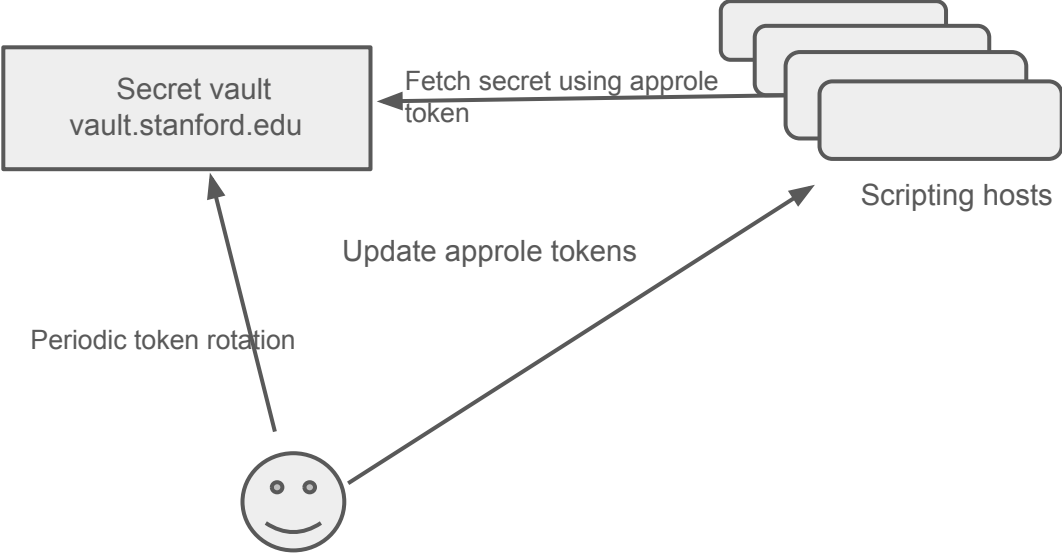 Secret vault
vault.stanford.edu
Fetch secret using approle
token
Scripting hosts
Update approle tokens
Periodic token rotation